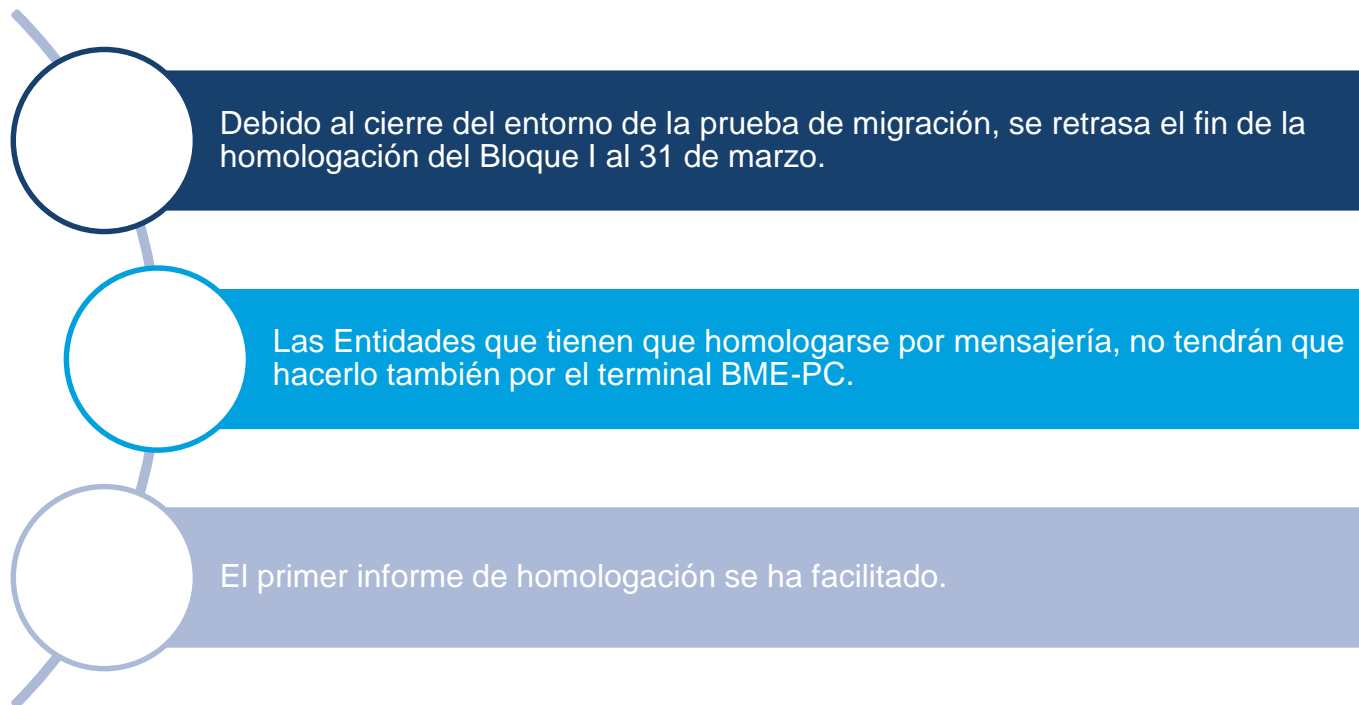 Debido al cierre del entorno de la prueba de migración, se retrasa el fin de la
homologación del Bloque I al 31 de marzo.
Las Entidades que tienen que homologarse por mensajería, no tendrán que
hacerlo también por el terminal BME-PC.
El primer informe de homologación se ha facilitado.